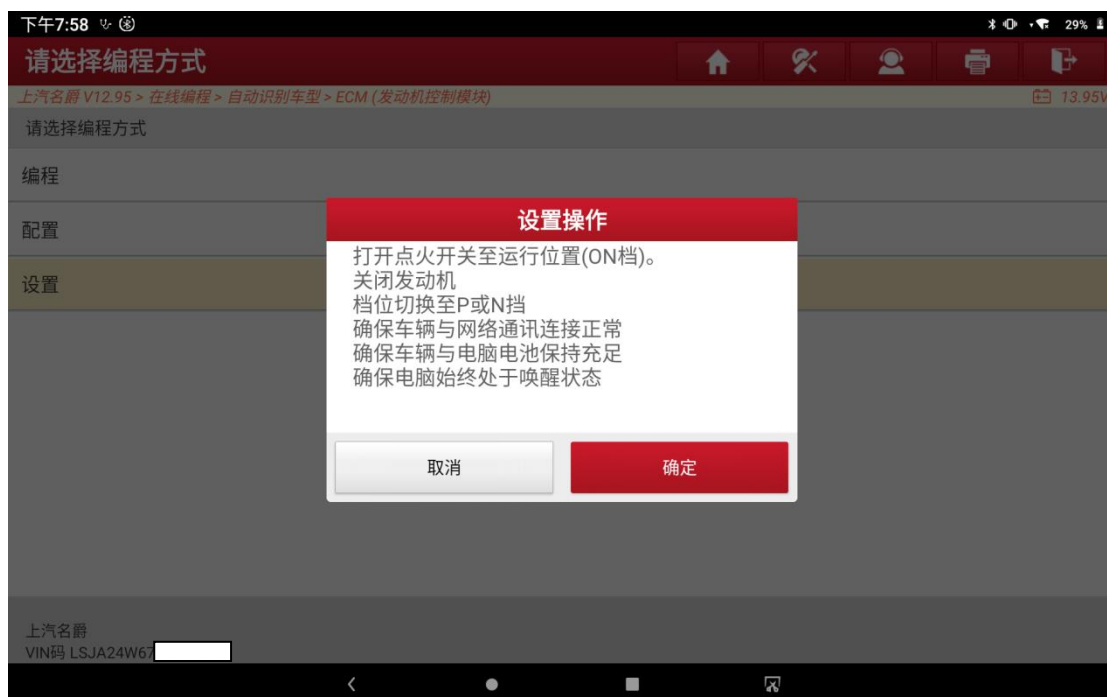 下午7:58
29%
请选择编程方式
上汽名爵 V12.95 > 在线编程 > 自动识别车型 > ECM (发动机控制模块)
13.95V
请选择编程方式
编程
配置
设置
设置操作
打开点火开关至运行位置(ON档)。
关闭发动机
档位切换至P或N挡
确保车辆与网络通讯连接正常
确保车辆与电脑电池保持充足
确保电脑始终处于唤醒状态
取消
确定
上汽名爵
VIN码 LSJA24W67